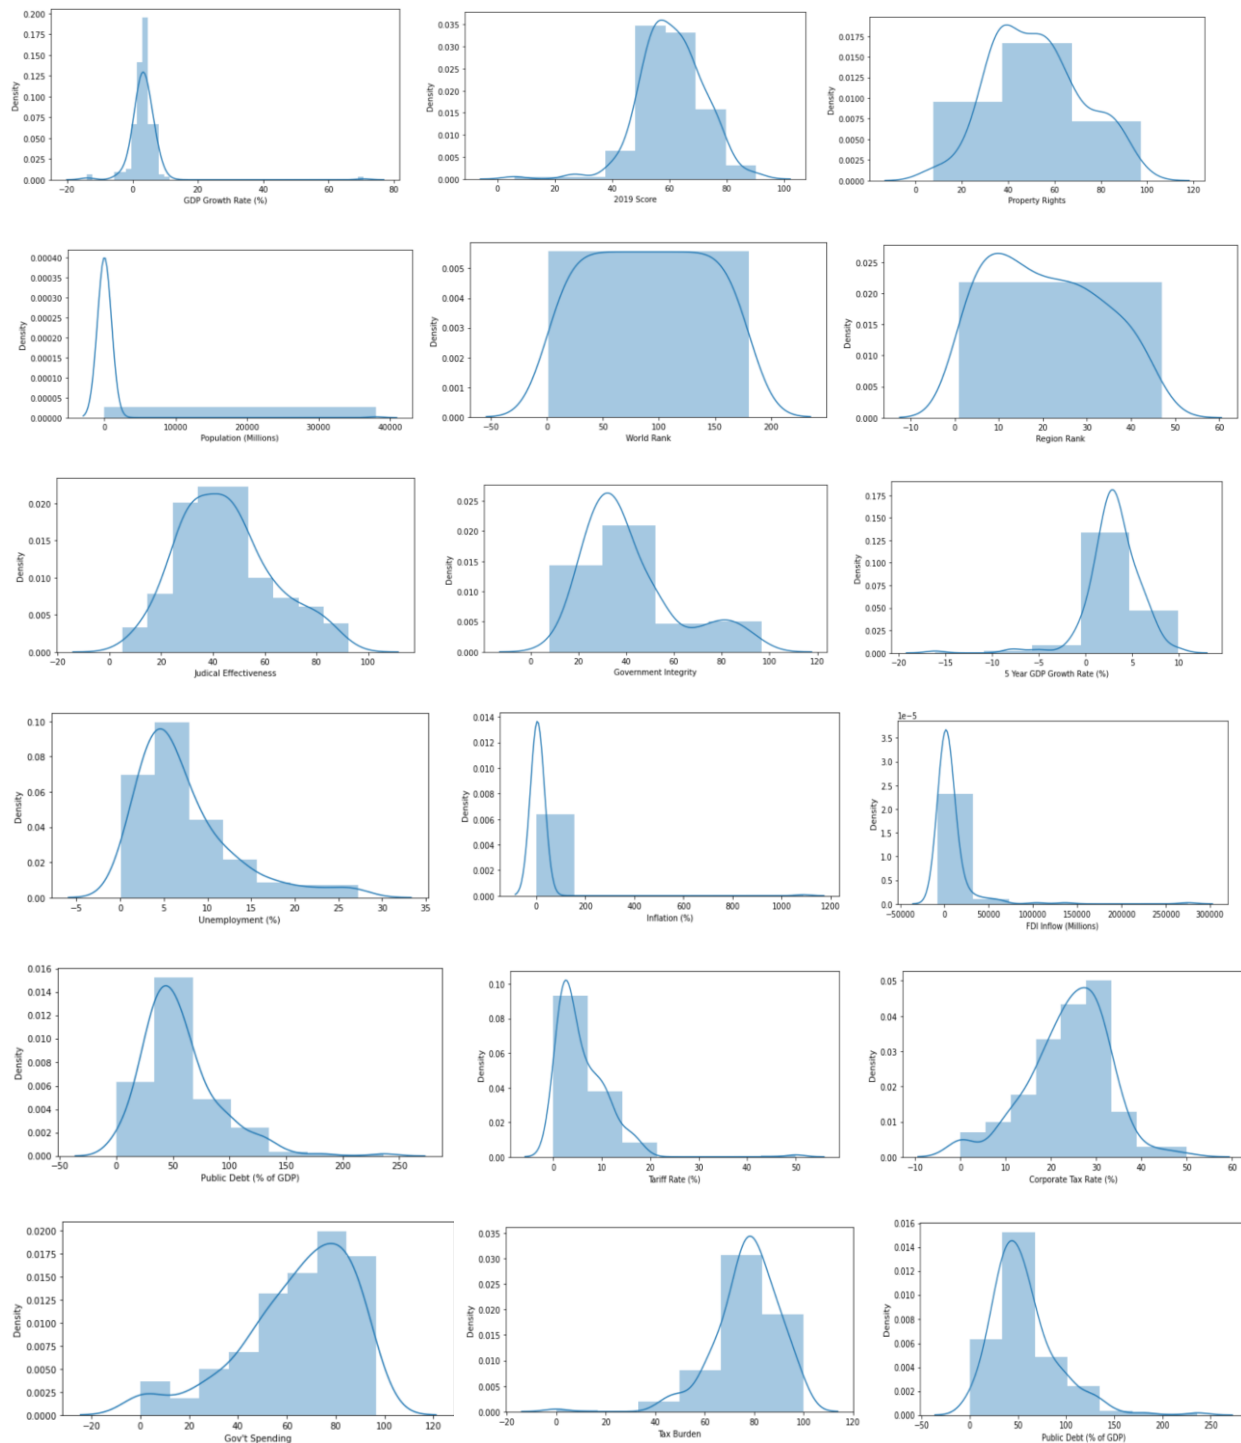 0.200
0.175
0.150
0.125
0.100
0.075
0.050
0.025
0.000
Density
−20 0 20 40 60 80
GDP Growth Rate (%)
0.035
0.030
0.025
0.020
0.015
0.010
0.005
0.000
Density
0 20 40 60 80 100
2019 Score
0.0175
0.0150
0.0125
0.0100
0.0075
0.0050
0.0025
0.0000
Density
0 20 40 60 80 100 120
Property Rights
0.00040
0.00035
0.00030
0.00025
0.00020
0.00015
0.00010
0.00005
0.00000
Density
0 10000 20000 30000 40000
Population (Millions)
0.005
0.004
0.003
0.002
0.001
0.000
Density
−50 0 50 100 150 200
World Rank
0.025
0.020
0.015
0.010
0.005
0.000
Density
−10 0 10 20 30 40 50 60
Region Rank
0.020
0.015
0.010
0.005
0.000
Density
−20 0 20 40 60 80 100
Judical Effectiveness
0.025
0.020
0.015
0.010
0.005
0.000
Density
0 20 40 60 80 100 120
Government Integrity
0.175
0.150
0.125
0.100
0.075
0.050
0.025
0.000
Density
−20 −15 −10 −5 0 5 10
5 Year GDP Growth Rate (%)
0.10
0.08
0.06
0.04
0.02
0.00
Density
−5 0 5 10 15 20 25 30 35
Unemployment (%)
0.014
0.012
0.010
0.008
0.006
0.004
0.002
0.000
Density
0 200 400 600 800 1000 1200
Inflation (%)
1e−5
3.5
3.0
2.5
2.0
1.5
1.0
0.5
0.0
Density
−50000 0 50000 100000 150000 200000 250000 300000
FDI Inflow (Millions)
0.016
0.014
0.012
0.010
0.008
0.006
0.004
0.002
0.000
Density
−50 0 50 100 150 200 250
Public Debt (% of GDP)
0.10
0.08
0.06
0.04
0.02
0.00
Density
0 10 20 30 40 50
Tariff Rate (%)
0.05
0.04
0.03
0.02
0.01
0.00
Density
−10 0 10 20 30 40 50 60
Corporate Tax Rate (%)
0.0200
0.0175
0.0150
0.0125
0.0100
0.0075
0.0050
0.0025
0.0000
Density
−20 0 20 40 60 80 100 120
Gov't Spending
0.035
0.030
0.025
0.020
0.015
0.010
0.005
0.000
Density
−20 0 20 40 60 80 100 120
Tax Burden
0.016
0.014
0.012
0.010
0.008
0.006
0.004
0.002
0.000
Density
−50 0 50 100 150 200 250
Public Debt (% of GDP)